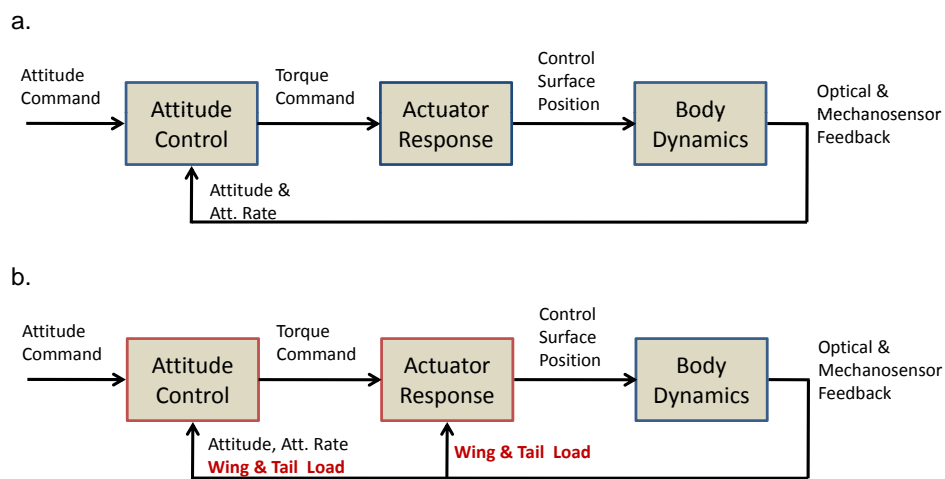 a.
Attitude
Command
Attitude
Control
Torque
Command
Actuator
Response
Control
Surface
Position
Body
Dynamics
Optical &
Mechanosensor
Feedback
Attitude &
Att. Rate
b.
Attitude
Command
Attitude
Control
Torque
Command
Actuator
Response
Control
Surface
Position
Body
Dynamics
Optical &
Mechanosensor
Feedback
Attitude, Att. Rate
Wing & Tail Load
Wing & Tail Load